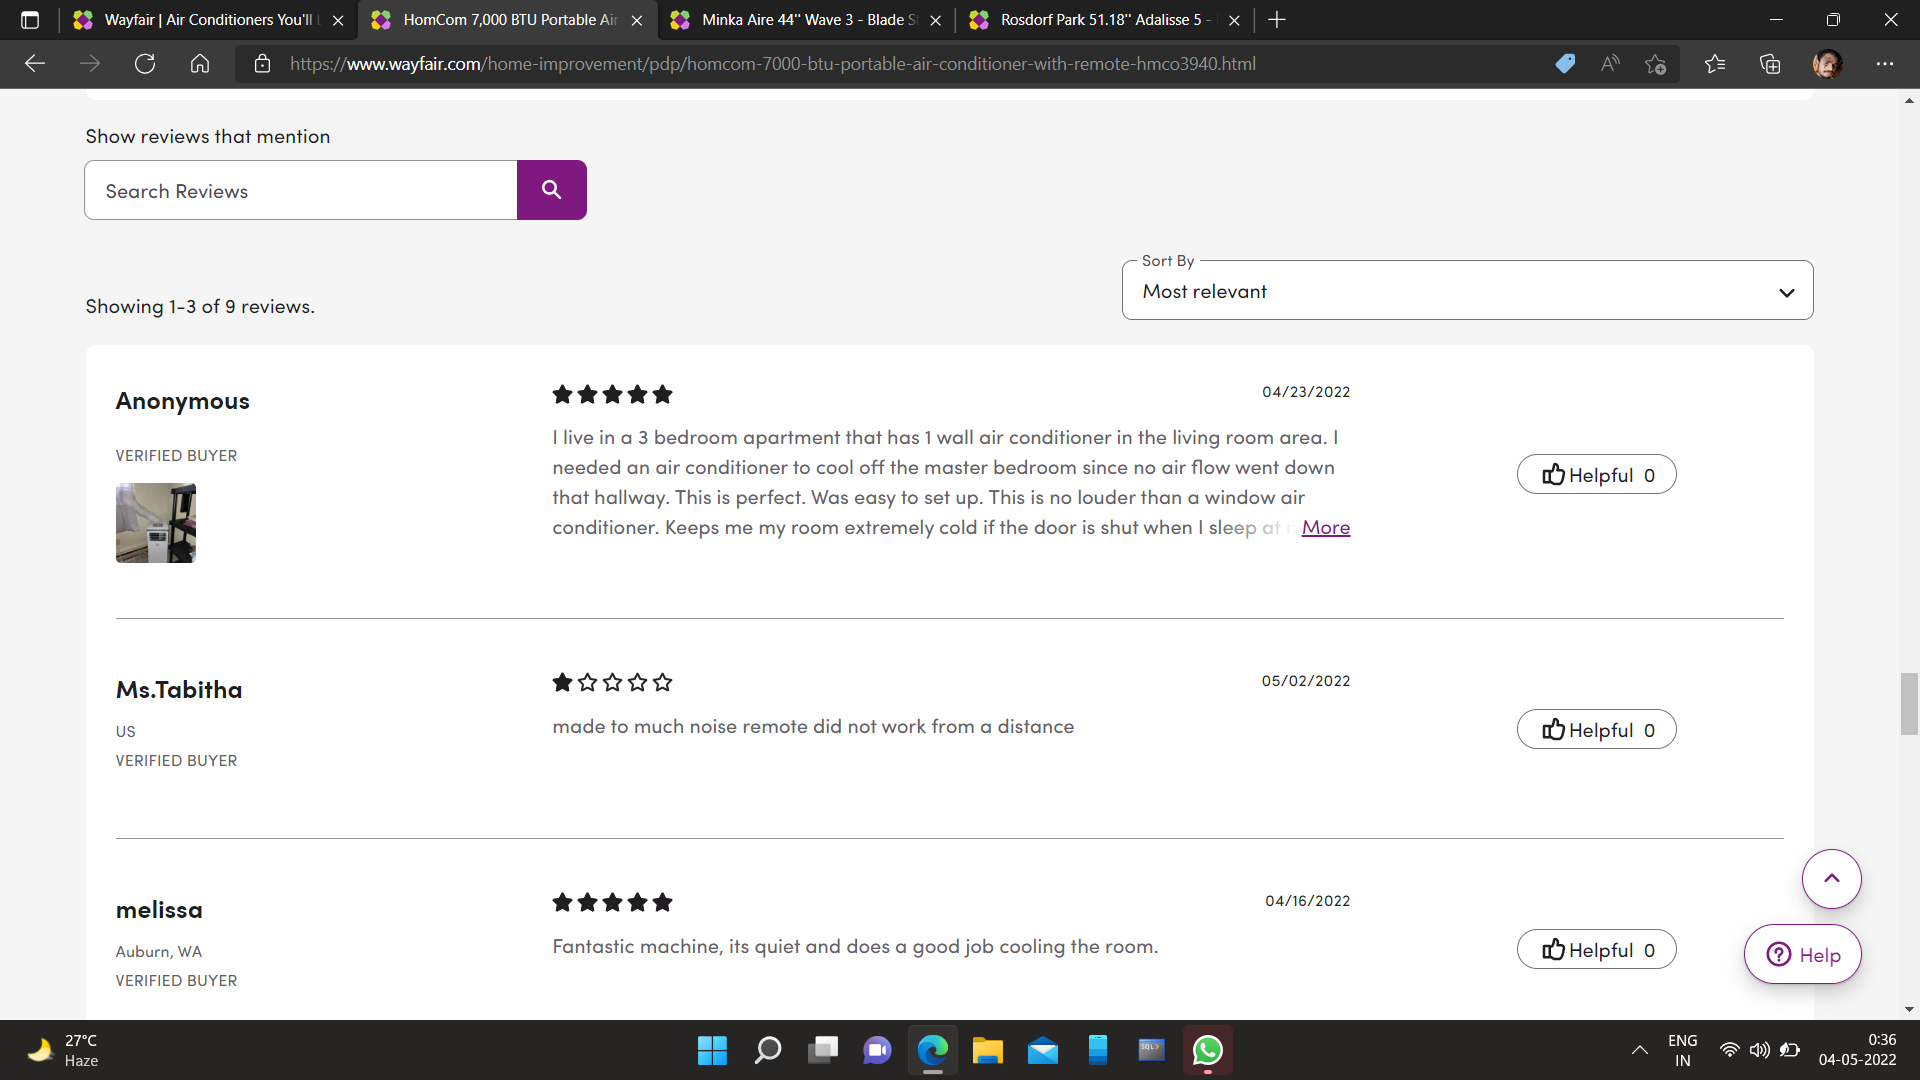 Wayfair | Air Conditioners You'll
HomCom 7,000 BTU Portable Air
Minka Aire 44'' Wave 3 - Blade
Rosdorf Park 51.18'' Adalisse 5 -
https://www.wayfair.com/home-improvement/pdp/homcom-7000-btu-portable-air-conditioner-with-remote-hmco3940.html
Show reviews that mention
Search Reviews
Sort By
Most relevant
Showing 1-3 of 9 reviews.
Anonymous
04/23/2022
VERIFIED BUYER
I live in a 3 bedroom apartment that has 1 wall air conditioner in the living room area. I
needed an air conditioner to cool off the master bedroom since no air flow went down
that hallway. This is perfect. Was easy to set up. This is no louder than a window air
conditioner. Keeps me my room extremely cold if the door is shut when I sleep at More
Helpful 0
Ms.Tabitha
05/02/2022
US
VERIFIED BUYER
made to much noise remote did not work from a distance
Helpful 0
melissa
04/16/2022
Auburn, WA
VERIFIED BUYER
Fantastic machine, its quiet and does a good job cooling the room.
Helpful 0
Help
27°C
Haze
SQL>
ENG
IN
0:36
04-05-2022